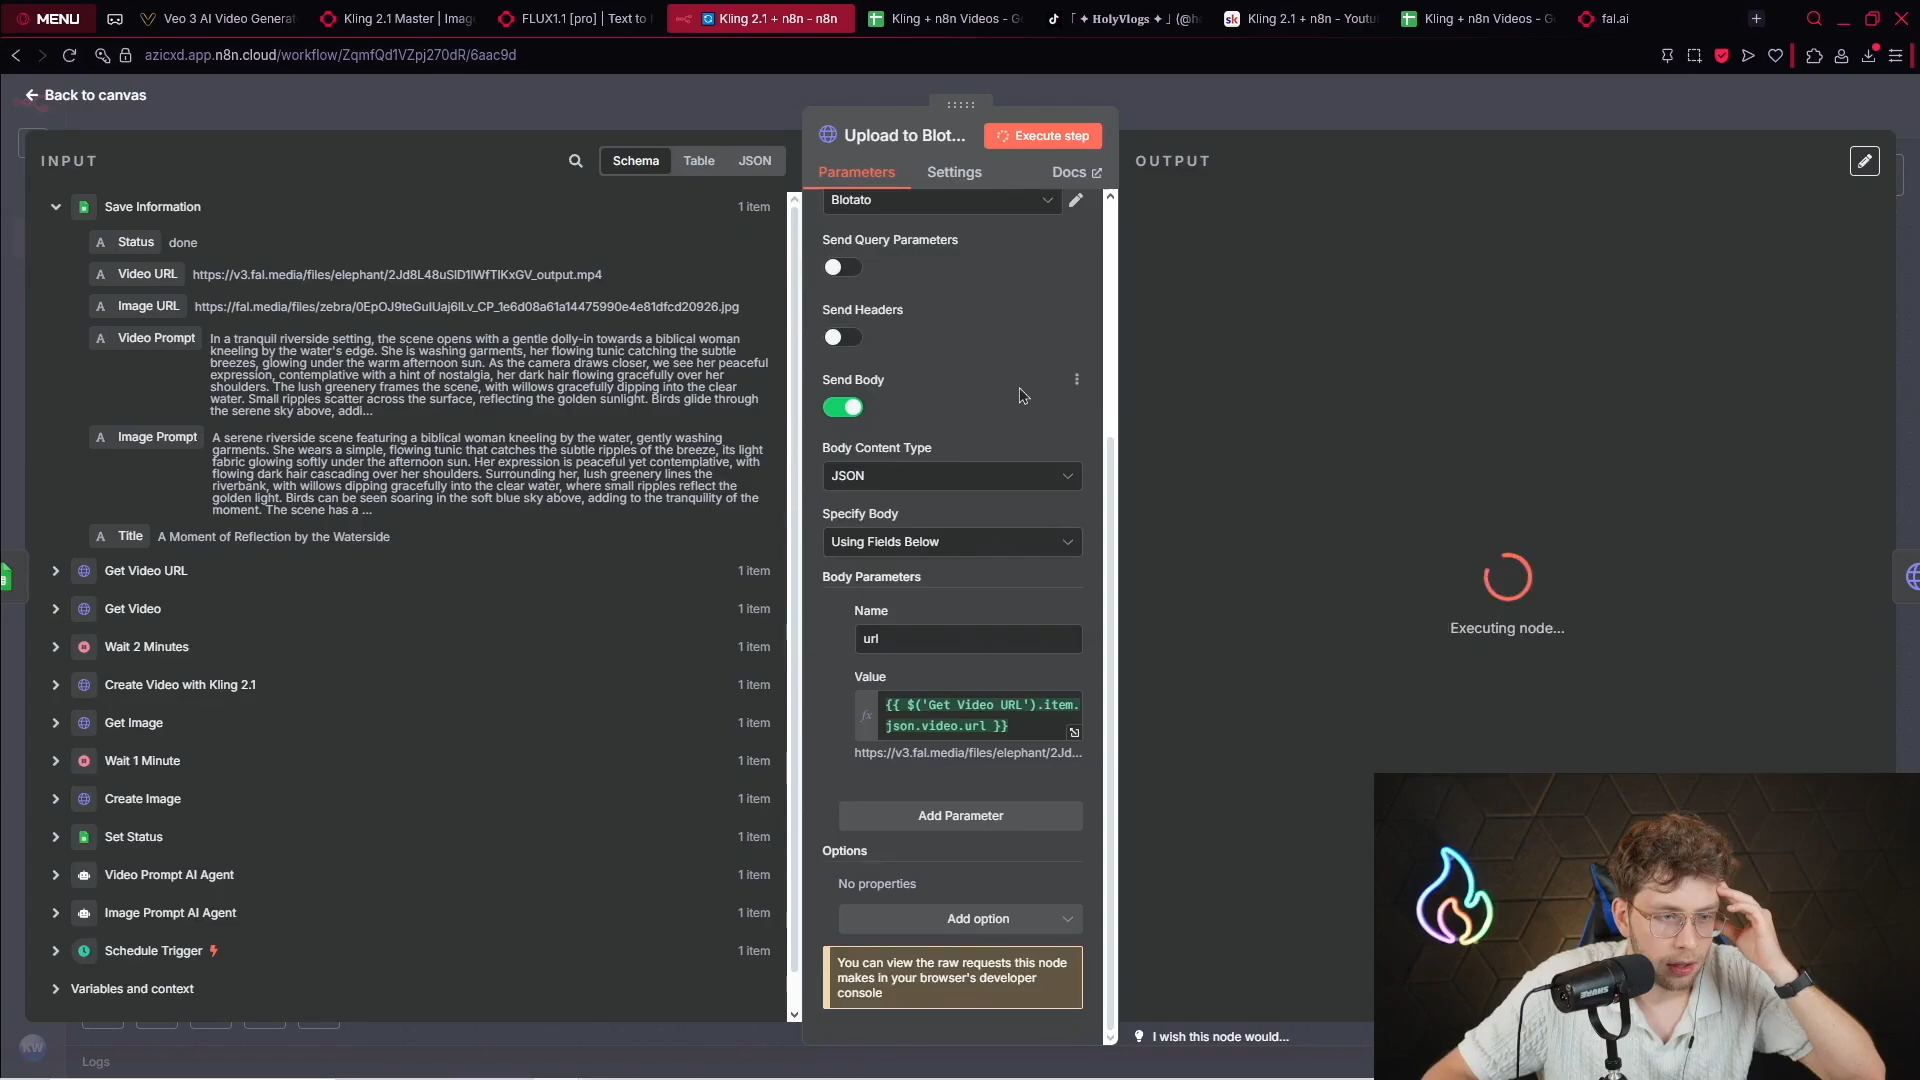 MENU
Veo 3 AI Video Generat
Kling 2.1 Master | Imag
FLUX1.1 [pro] | Text to
Kling 2.1 + n8n - n8n
Kling + n8n Videos - G
「 ✦ HolyVlogs ✦ 」(@h
Kling 2.1 + n8n - Youtu
Kling + n8n Videos - G
fal.ai
azicxd.app.n8n.cloud/workflow/ZqmfQd1VZpj270dR/6aac9d
Back to canvas
INPUT
Schema
Table
JSON
Save Information
1 item
A Status done
A Video URL https://v3.fal.media/files/elephant/2Jd8L48uSlD1lWfTlKxGV_output.mp4
A Image URL https://fal.media/files/zebra/0EpOJ9teGulUaj6lLv_CP_1e6d08a61a14475990e4e81dfcd20926.jpg
A Video Prompt In a tranquil riverside setting, the scene opens with a gentle dolly-in towards a biblical woman
kneeling by the water's edge. She is washing garments, her flowing tunic catching the subtle
breezes, glowing under the warm afternoon sun. As the camera draws closer, we see her peaceful
expression, contemplative with a hint of nostalgia, her dark hair flowing gracefully over her
shoulders. The lush greenery frames the scene, with willows gracefully dipping into the clear
water. Small ripples scatter across the surface, reflecting the golden sunlight. Birds glide through
the serene sky above, addi...
A Image Prompt A serene riverside scene featuring a biblical woman kneeling by the water, gently washing
garments. She wears a simple, flowing tunic that catches the subtle ripples of the breeze, its light
fabric glowing softly under the afternoon sun. Her expression is peaceful yet contemplative, with
flowing dark hair cascading over her shoulders. Surrounding her, lush greenery lines the
riverbank, with willows dipping gracefully into the clear water, where small ripples reflect the
golden light. Birds can be seen soaring in the soft blue sky above, adding to the tranquility of the
moment. The scene has a ...
A Title A Moment of Reflection by the Waterside
Get Video URL 1 item
Get Video 1 item
Wait 2 Minutes 1 item
Create Video with Kling 2.1 1 item
Get Image 1 item
Wait 1 Minute 1 item
Create Image 1 item
Set Status 1 item
Video Prompt AI Agent 1 item
Image Prompt AI Agent 1 item
Schedule Trigger 1 item
Variables and context
KW
Logs
Upload to Blot...
Execute step
Parameters
Settings
Docs
Blotato
Send Query Parameters
Send Headers
Send Body
Body Content Type
JSON
Specify Body
Using Fields Below
Body Parameters
Name
url
Value
fx
{{ $('Get Video URL').item.
json.video.url }}
https://v3.fal.media/files/elephant/2Jd...
Add Parameter
Options
No properties
Add option
You can view the raw requests this node
makes in your browser's developer
console
OUTPUT
Executing node...
I wish this node would...
SHURE